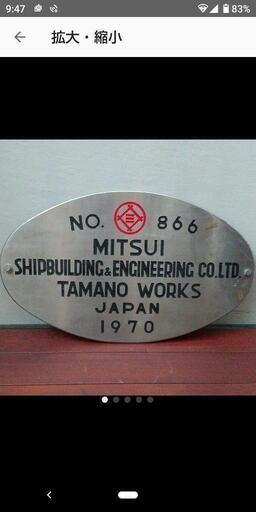 9:47 83%
← 拡大・縮小
NO. 866
MITSUI
SHIPBUILDING & ENGINEERING CO.LTD.
TAMANO WORKS
JAPAN
1970